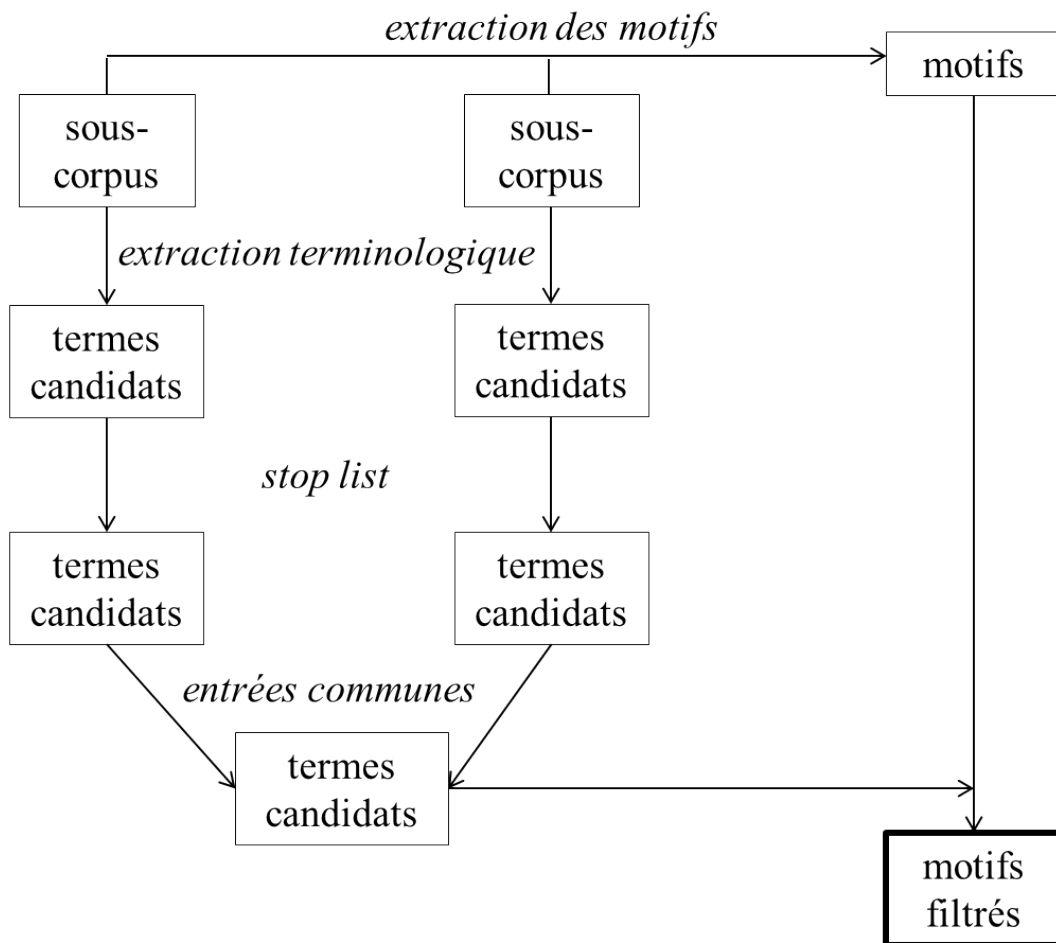 extraction des motifs
motifs
sous-
corpus
sous-
corpus
extraction terminologique
termes
candidats
termes
candidats
stop list
termes
candidats
termes
candidats
entrées communes
termes
candidats
motifs
filtrés